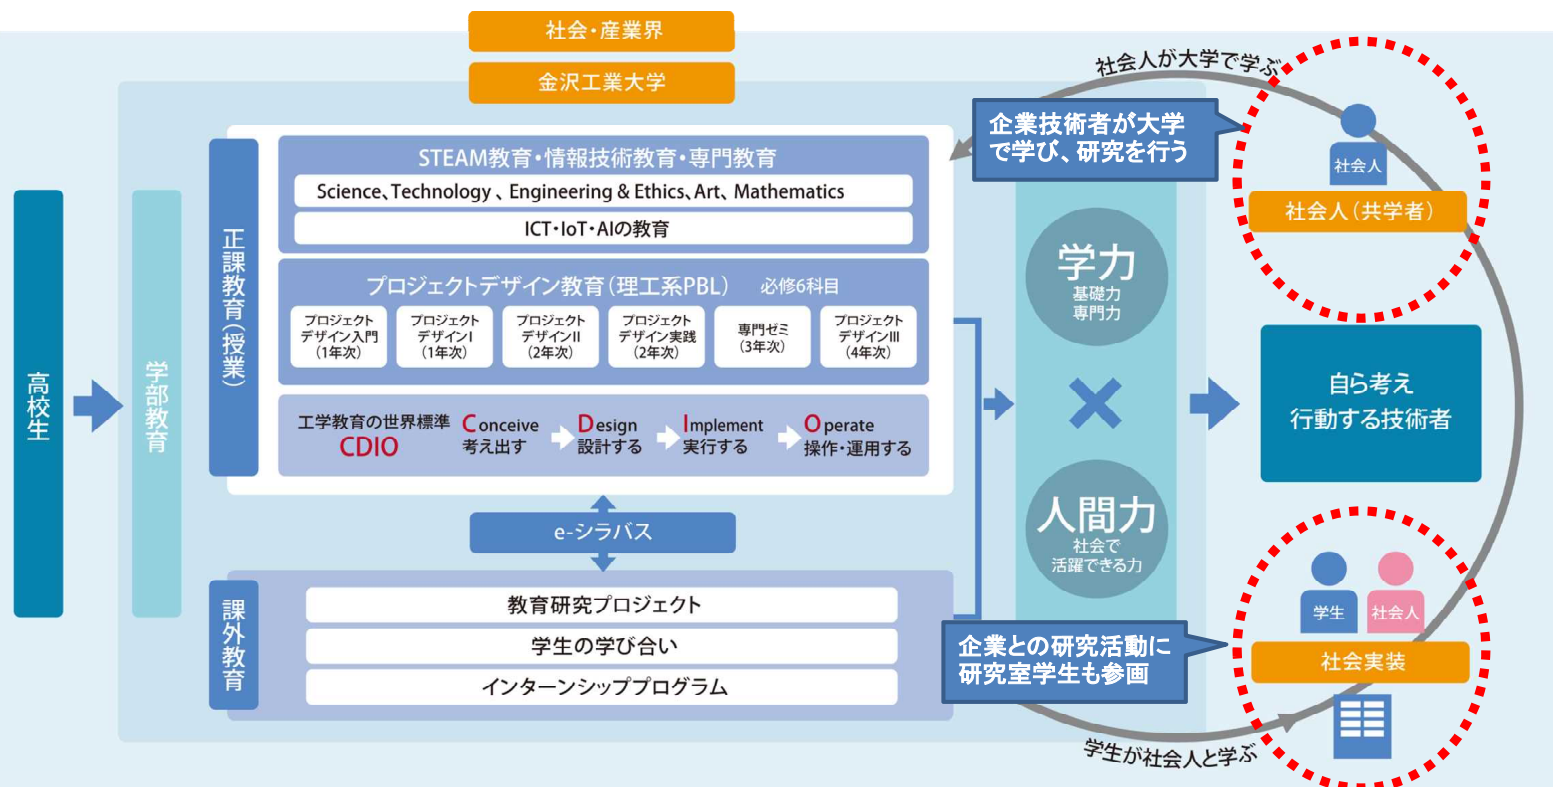 社会・産業界
金沢工業大学
高校生
学部教育
正課教育(授業)
STEAM教育・情報技術教育・専門教育
Science、Technology 、Engineering & Ethics、Art、Mathematics
ICT・IoT・AIの教育
プロジェクトデザイン教育(理工系PBL) 必修6科目
プロジェクト
デザイン入門
(1年次)
プロジェクト
デザインI
(1年次)
プロジェクト
デザインII
(2年次)
プロジェクト
デザイン実践
(2年次)
専門ゼミ
(3年次)
プロジェクト
デザインIII
(4年次)
工学教育の世界標準
CDIO
Conceive
考え出す
Design
設計する
Implement
実行する
Operate
操作・運用する
e-シラバス
課外教育
教育研究プロジェクト
学生の学び合い
インターンシッププログラム
学力
基礎力
専門力
×
人間力
社会で
活躍できる力
社会人が大学で学ぶ
企業技術者が大学
で学び、研究を行う
社会人
社会人(共学者)
自ら考え
行動する技術者
学生
社会人
社会実装
企業との研究活動に
研究室学生も参画
学生が社会人と学ぶ